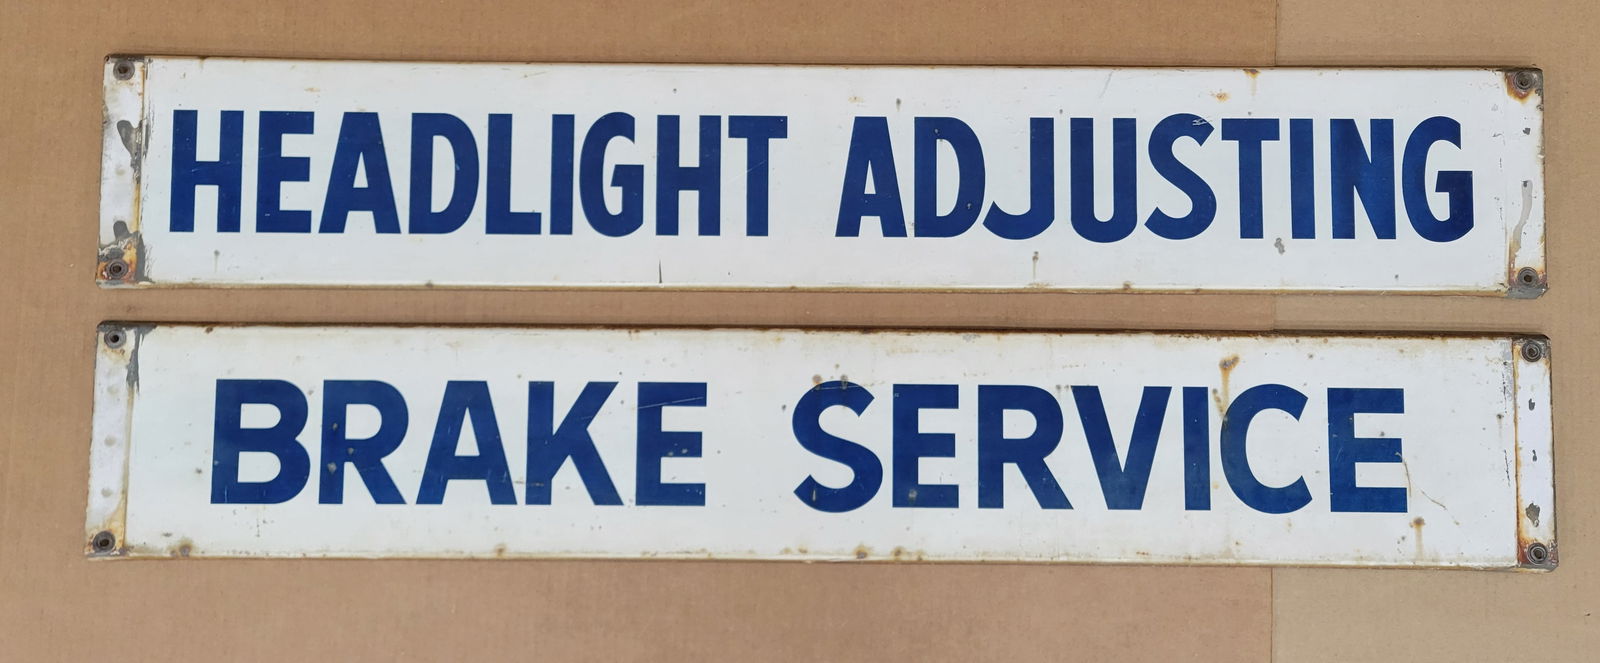 HEADLIGHT ADJUSTING
BRAKE SERVICE